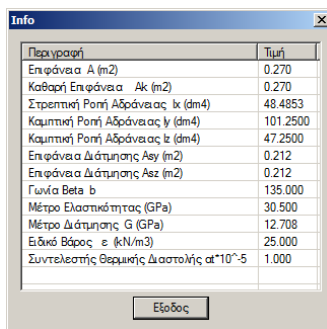 Info
Περιγραφή Τιμή
Επιφάνεια A (m2) 0.270
Καθαρή Επιφάνεια Ak (m2) 0.270
Στρεπτική Ροπή Αδράνειας Ix (dm4) 48.4853
Καμπτική Ροπή Αδράνειας Iy (dm4) 101.2500
Καμπτική Ροπή Αδράνειας Iz (dm4) 47.2500
Επιφάνεια Διάτμησης Asy (m2) 0.212
Επιφάνεια Διάτμησης Asz (m2) 0.212
Γωνία Beta b 135.000
Μέτρο Ελαστικότητας (GPa) 30.500
Μέτρο Διάτμησης G (GPa) 12.708
Ειδικό Βάρος ε (kN/m3) 25.000
Συντελεστής Θερμικής Διαστολής αt*10^-5 1.000
Εξοδος